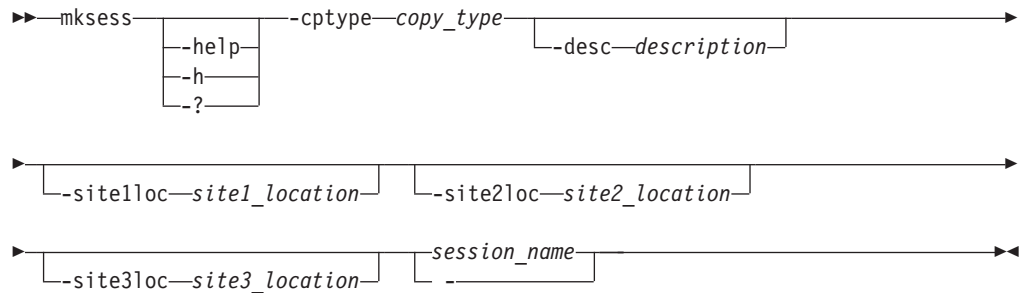 mksess -cptype copy_type
-help -desc description
-h
-?
-site1loc site1_location -site2loc site2_location
session_name
-site3loc site3_location -